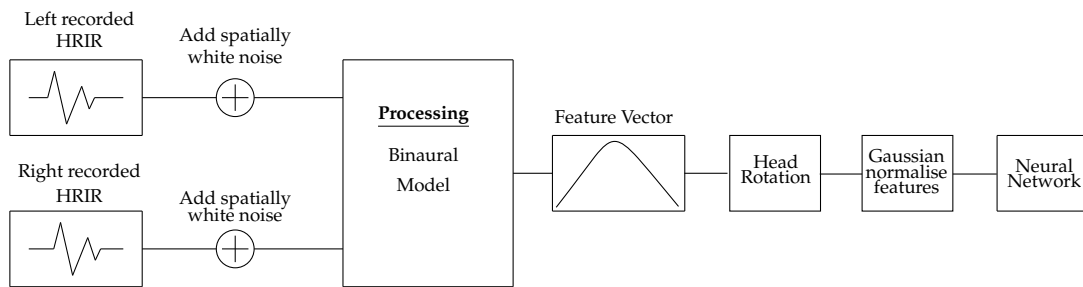 Left recorded
HRIR
Add spatially
white noise
Right recorded
HRIR
Add spatially
white noise
Processing
Binaural
Model
Feature Vector
Head
Rotation
Gaussian
normalise
features
Neural
Network